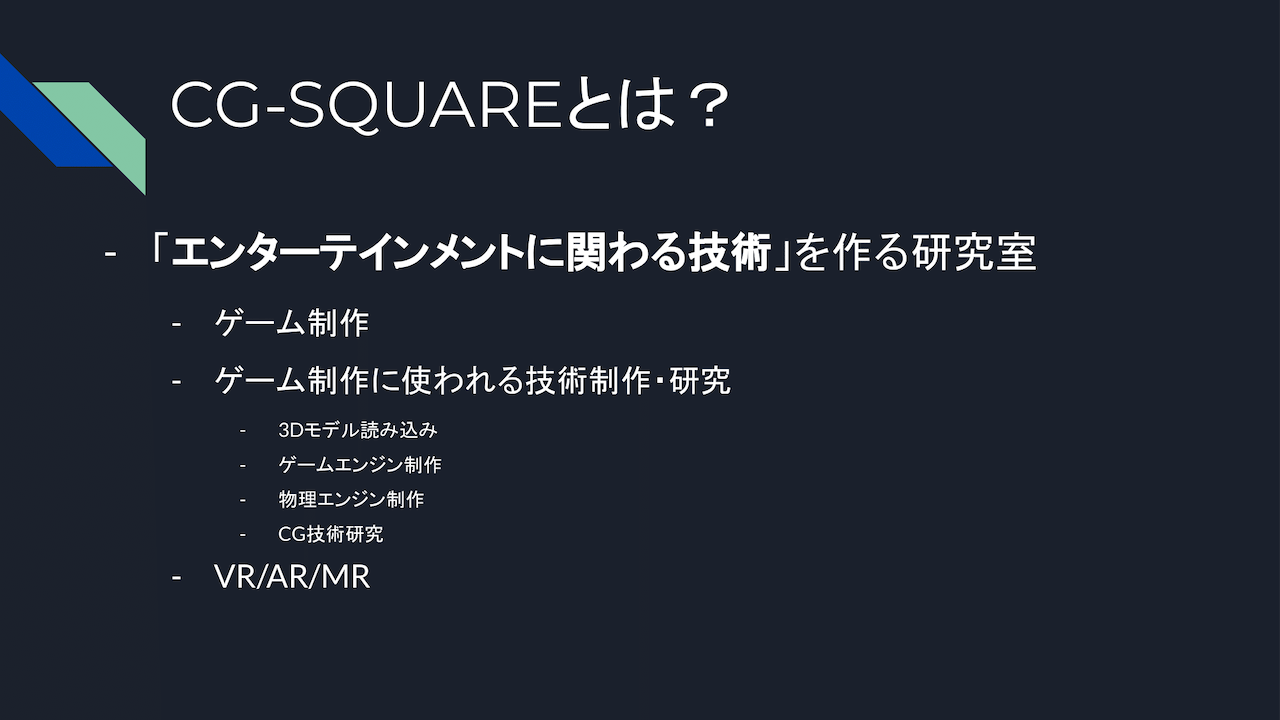 CG-SQUAREとは？
- 「エンターテインメントに関わる技術」を作る研究室
- ゲーム制作
- ゲーム制作に使われる技術制作・研究
- 3Dモデル読み込み
- ゲームエンジン制作
- 物理エンジン制作
- CG技術研究
- VR/AR/MR